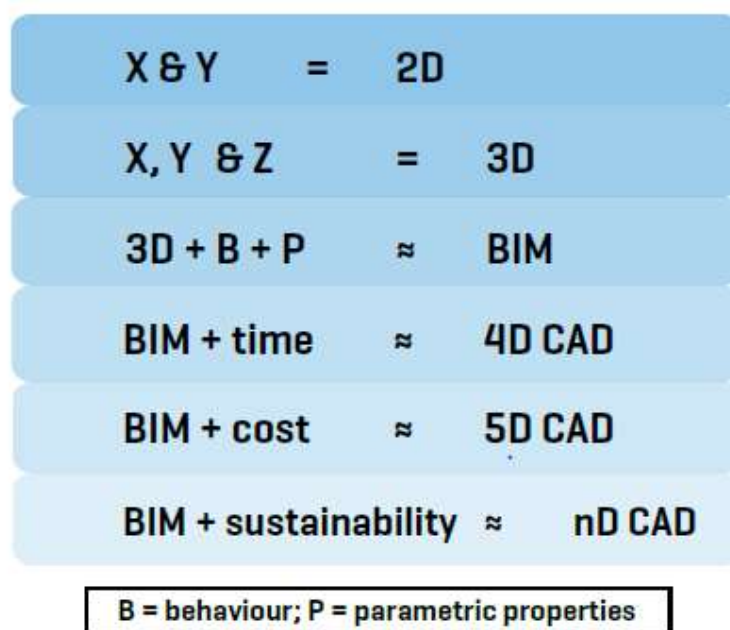 X & Y = 2D
X, Y & Z = 3D
3D + B + P ≈ BIM
BIM + time ≈ 4D CAD
BIM + cost ≈ 5D CAD
BIM + sustainability ≈ nD CAD
B = behaviour; P = parametric properties